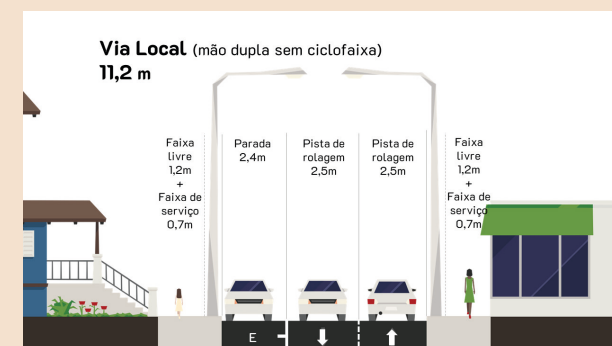 Via Local (mão dupla sem ciclofaixa)
11,2 m
Faixa
livre
1,2m
+
Faixa de
serviço
0,7m
Parada
2,4m
Pista de
rolagem
2,5m
Pista de
rolagem
2,5m
Faixa
livre
1,2m
+
Faixa de
serviço
0,7m
E